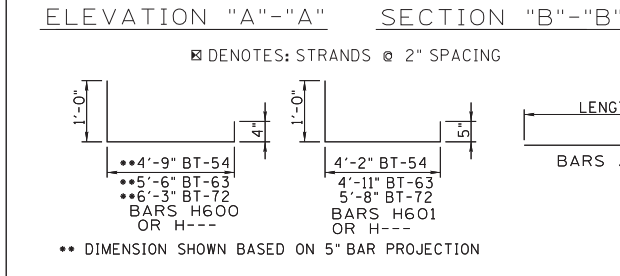 ELEVATION "A"-"A" SECTION "B"-"B"
DENOTES: STRANDS @ 2" SPACING
1'-0" 4" 1'-0" 5"
**4'-9" BT-54
**5'-6" BT-63
**6'-3" BT-72
BARS H600
OR H---
4'-2" BT-54
4'-11" BT-63
5'-8" BT-72
BARS H601
OR H---
BARS
** DIMENSION SHOWN BASED ON 5" BAR PROJECTION